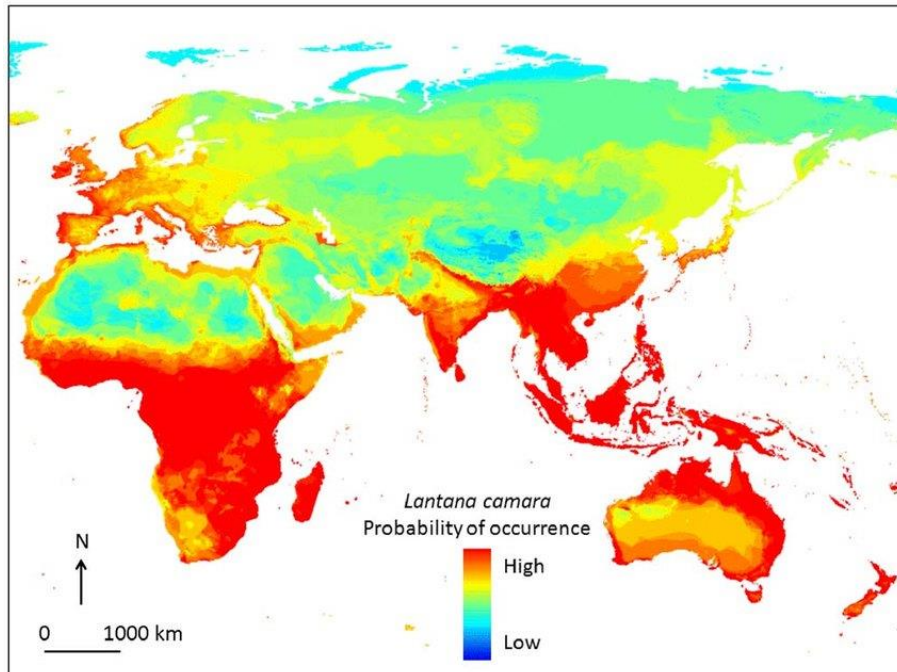 Lantana camara
Probability of occurrence
High
Low
N
0 1000 km